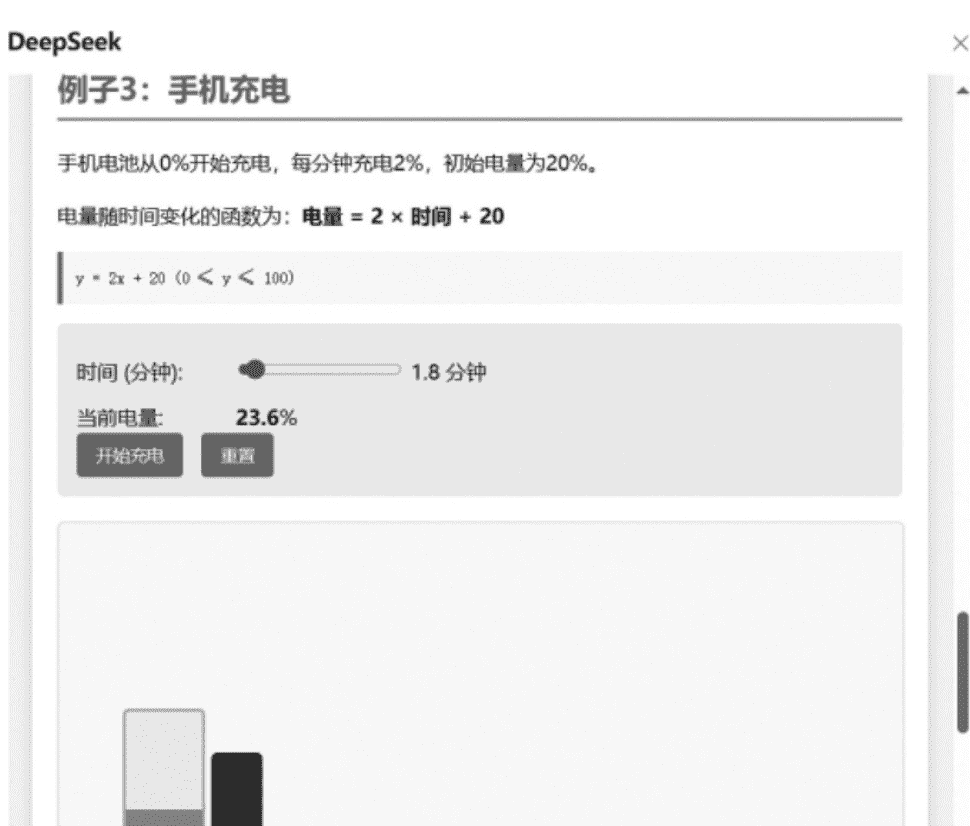 DeepSeek
例子3：手机充电
手机电池从0%开始充电，每分钟充电2%，初始电量为20%。
电量随时间变化的函数为：电量 = 2 × 时间 + 20
y = 2x + 20 (0 ≤ y ≤ 100)
时间 (分钟): 1.8 分钟
当前电量: 23.6%
开始充电 重置